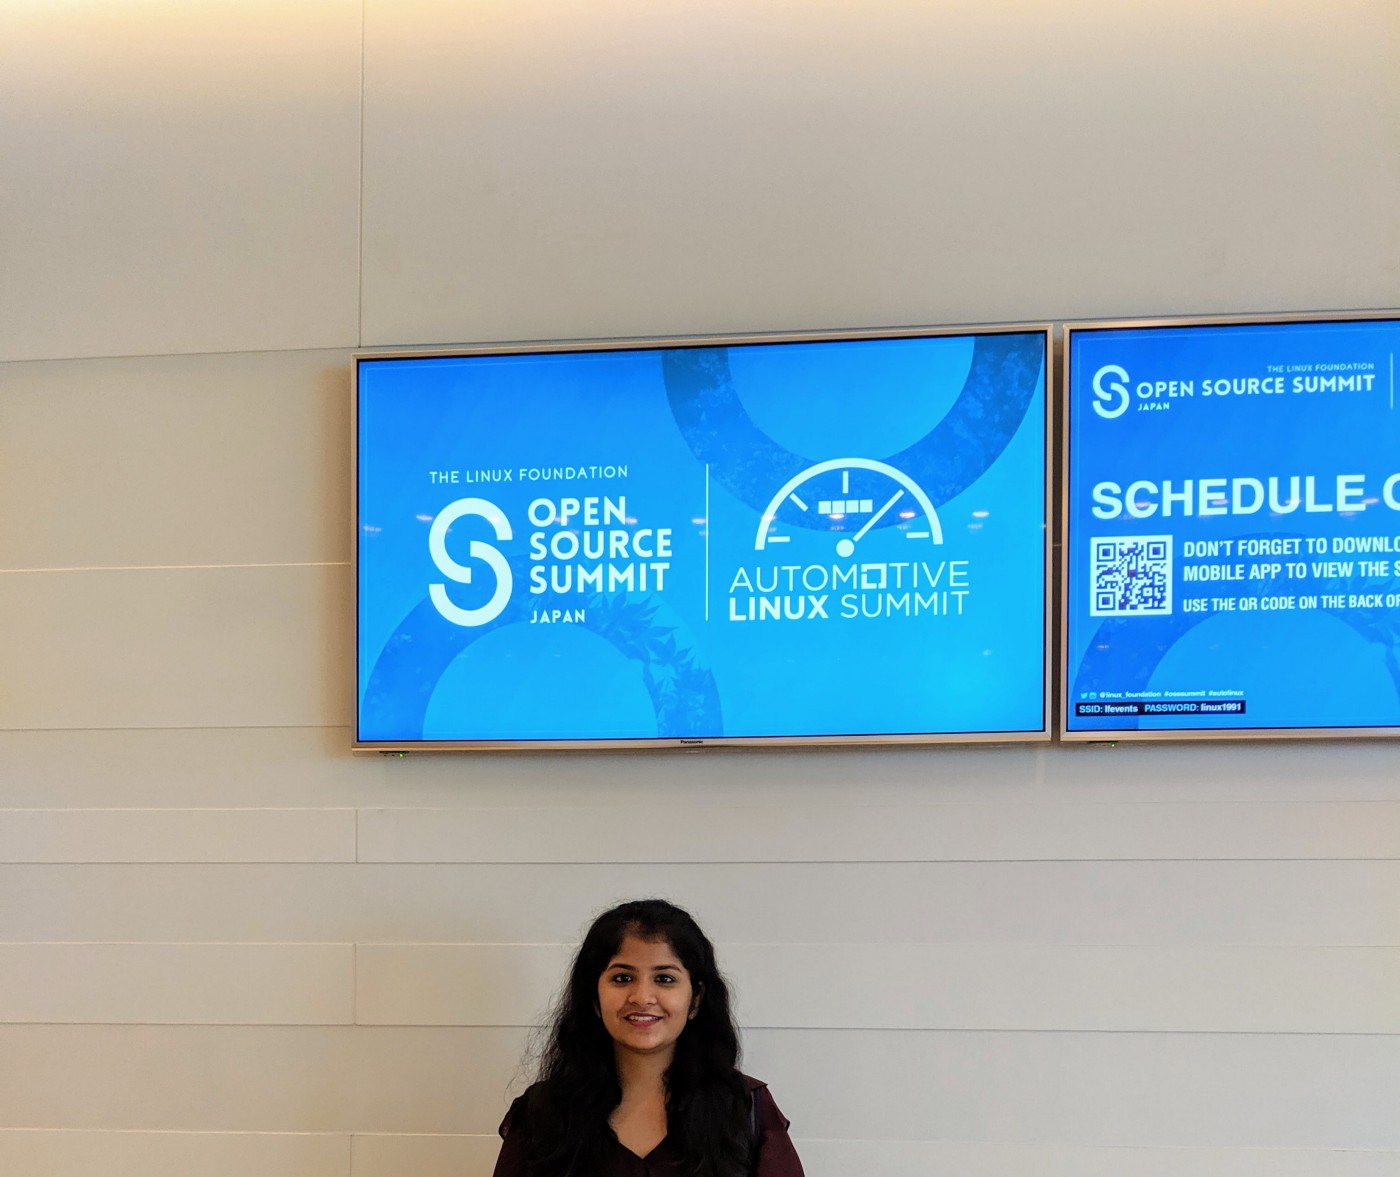 THE LINUX FOUNDATION
OPEN
SOURCE
SUMMIT
JAPAN
AUTOMOTIVE
LINUX SUMMIT
Panasonic
THE LINUX FOUNDATION
OPEN SOURCE SUMMIT
JAPAN
SCHEDULE
DON'T FORGET TO
MOBILE APP TO VIEW THE
USE THE QR CODE ON THE BACK
@linux_foundation #ossummit #autolinux
SSID: lfevents PASSWORD: linux1991